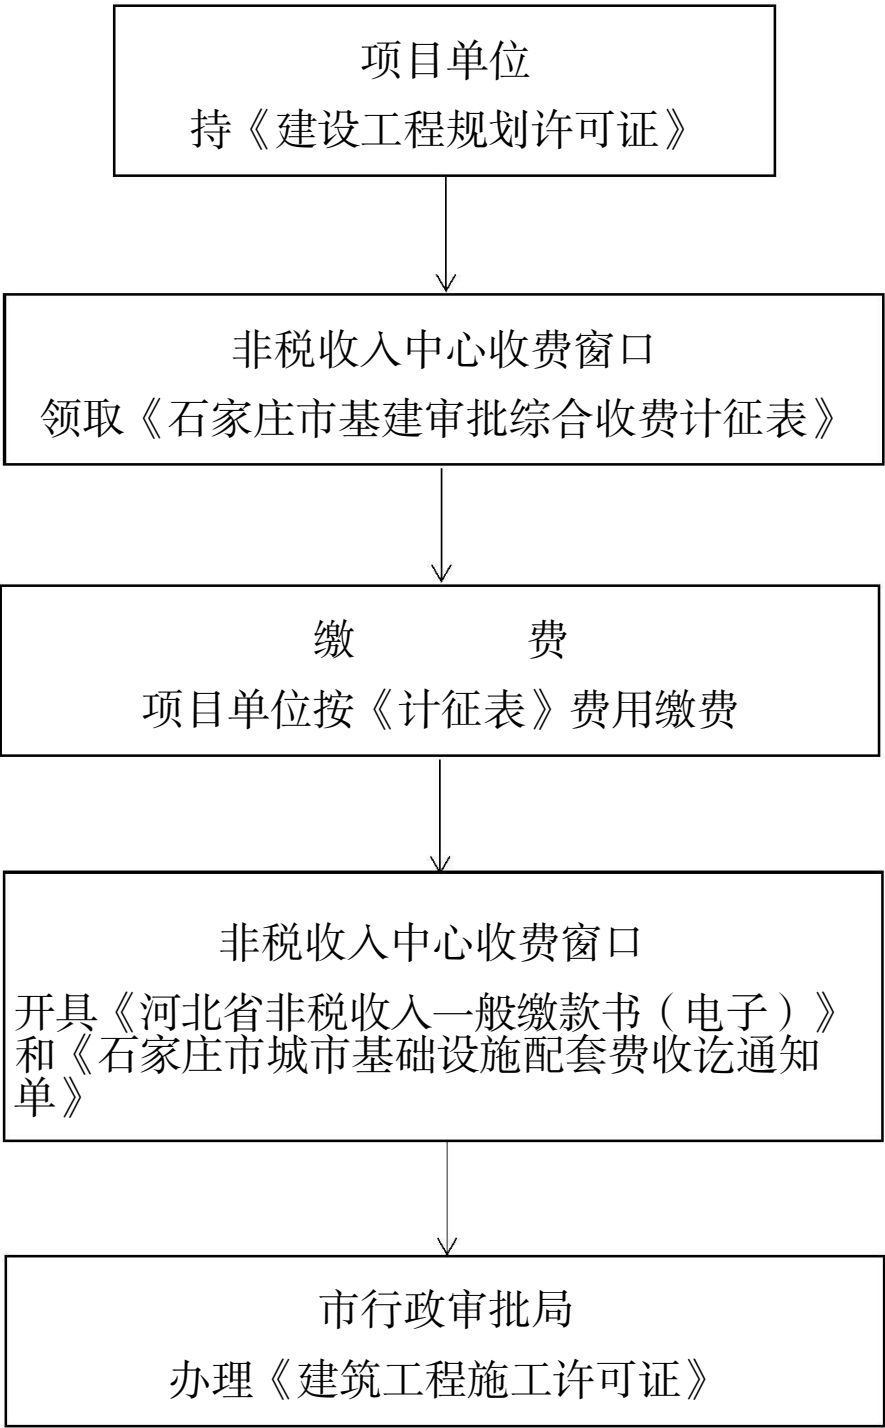 项目单位
持《建设工程规划许可证》
非税收入中心收费窗口
领取《石家庄市基建审批综合收费计征表》
缴　　　　费
项目单位按《计征表》费用缴费
非税收入中心收费窗口
开具《河北省非税收入一般缴款书（电子）》
和《石家庄市城市基础设施配套费收讫通知
单》
市行政审批局
办理《建筑工程施工许可证》